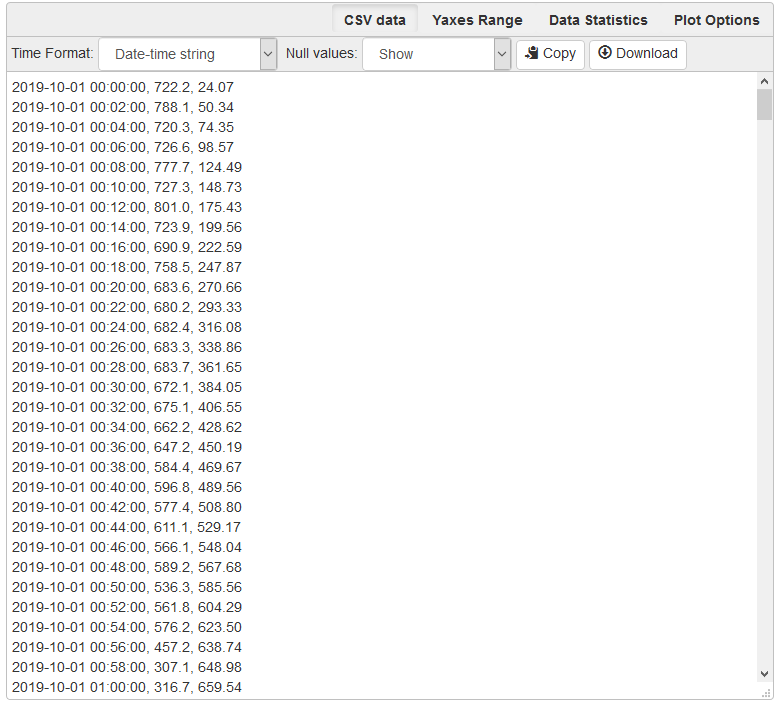 CSV data Yaxes Range Data Statistics Plot Options
Time Format: Date-time string Null values: Show Copy Download
2019-10-01 00:00:00, 722.2, 24.07
2019-10-01 00:02:00, 788.1, 50.34
2019-10-01 00:04:00, 720.3, 74.35
2019-10-01 00:06:00, 726.6, 98.57
2019-10-01 00:08:00, 777.7, 124.49
2019-10-01 00:10:00, 727.3, 148.73
2019-10-01 00:12:00, 801.0, 175.43
2019-10-01 00:14:00, 723.9, 199.56
2019-10-01 00:16:00, 690.9, 222.59
2019-10-01 00:18:00, 758.5, 247.87
2019-10-01 00:20:00, 683.6, 270.66
2019-10-01 00:22:00, 680.2, 293.33
2019-10-01 00:24:00, 682.4, 316.08
2019-10-01 00:26:00, 683.3, 338.86
2019-10-01 00:28:00, 683.7, 361.65
2019-10-01 00:30:00, 672.1, 384.05
2019-10-01 00:32:00, 675.1, 406.55
2019-10-01 00:34:00, 662.2, 428.62
2019-10-01 00:36:00, 647.2, 450.19
2019-10-01 00:38:00, 584.4, 469.67
2019-10-01 00:40:00, 596.8, 489.56
2019-10-01 00:42:00, 577.4, 508.80
2019-10-01 00:44:00, 611.1, 529.17
2019-10-01 00:46:00, 566.1, 548.04
2019-10-01 00:48:00, 589.2, 567.68
2019-10-01 00:50:00, 536.3, 585.56
2019-10-01 00:52:00, 561.8, 604.29
2019-10-01 00:54:00, 576.2, 623.50
2019-10-01 00:56:00, 457.2, 638.74
2019-10-01 00:58:00, 307.1, 648.98
2019-10-01 01:00:00, 316.7, 659.54